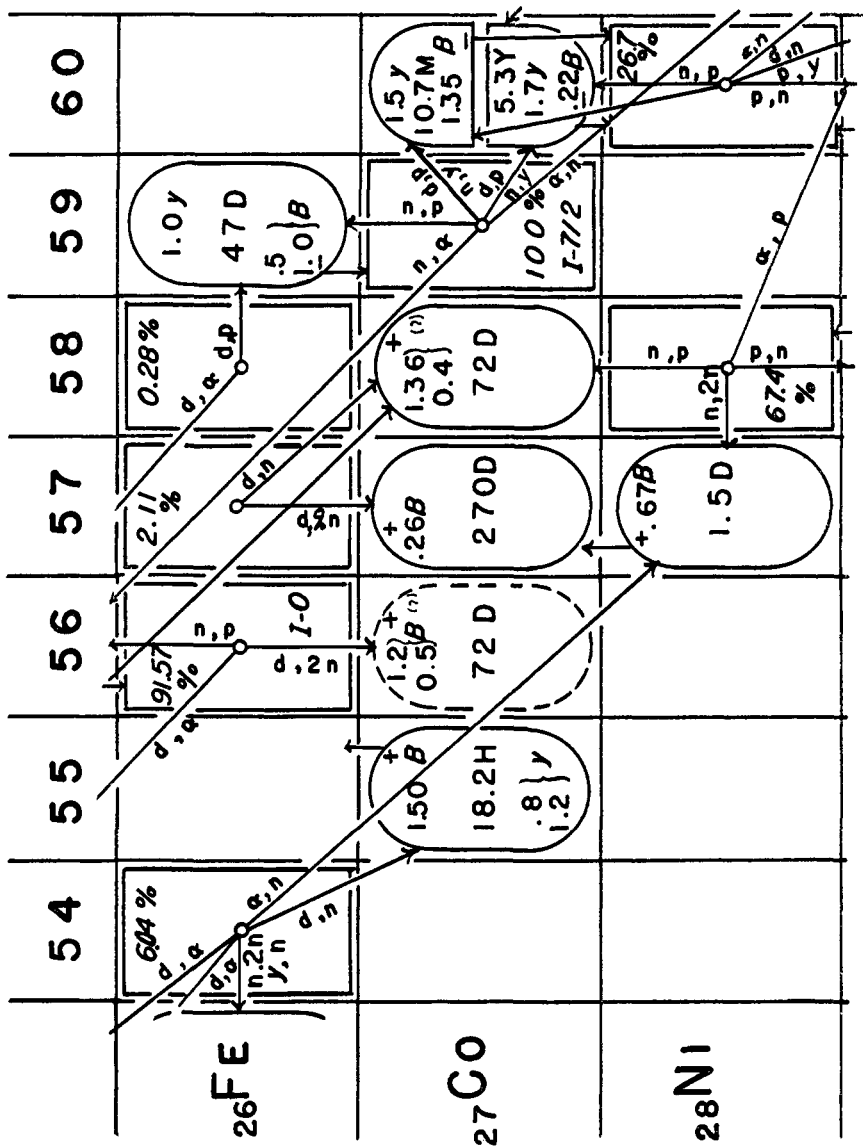 54 55 56 57 58 59 60
26FE
6.04 %
d,α
d,α
n.2n
y,n
α,n
d,n
91.57
%
I-O
n,p
d,α
d,2n
2.11
%
d,n
d,2n
0.28%
d,α
d,p
1.0y
47D
.5
1.0}B
27CO
+
1.50B
18.2H
.8
1.2}y
+
1.2
0.5}B(?)
72D
+
.26B
270D
+
1.36
0.4}(?)
72D
n,p
n,α
100%
I-7/2
α,p
n,y
d,p
n,y
α,n
1.5y
10.7M
1.35 B
5.3Y
1.7y
.22B
28NI
+.67B
1.5D
n,p
n,2n
p,n
67.4
%
α,p
26.7
%
n,p
α,n
d,n
p,y
p,n